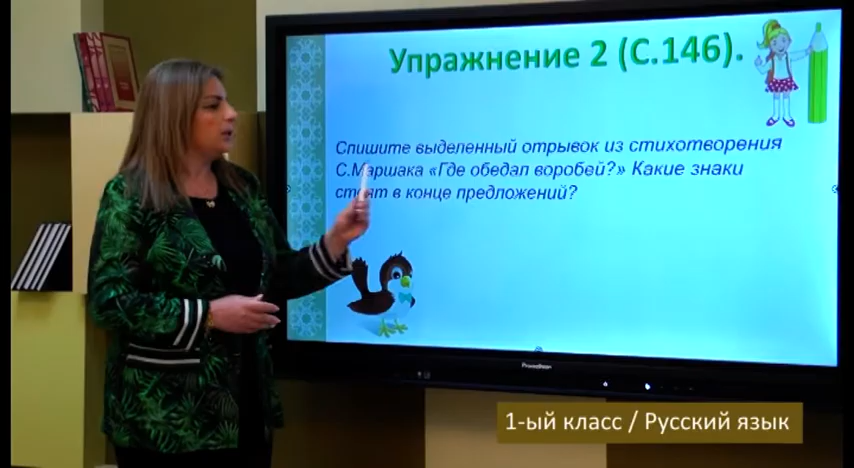 Упражнение 2 (С.146).
Спишите выделенный отрывок из стихотворения
С.Маршака «Где обедал воробей?» Какие знаки
стоят в конце предложений?
Promethean
1-ый класс / Русский язык